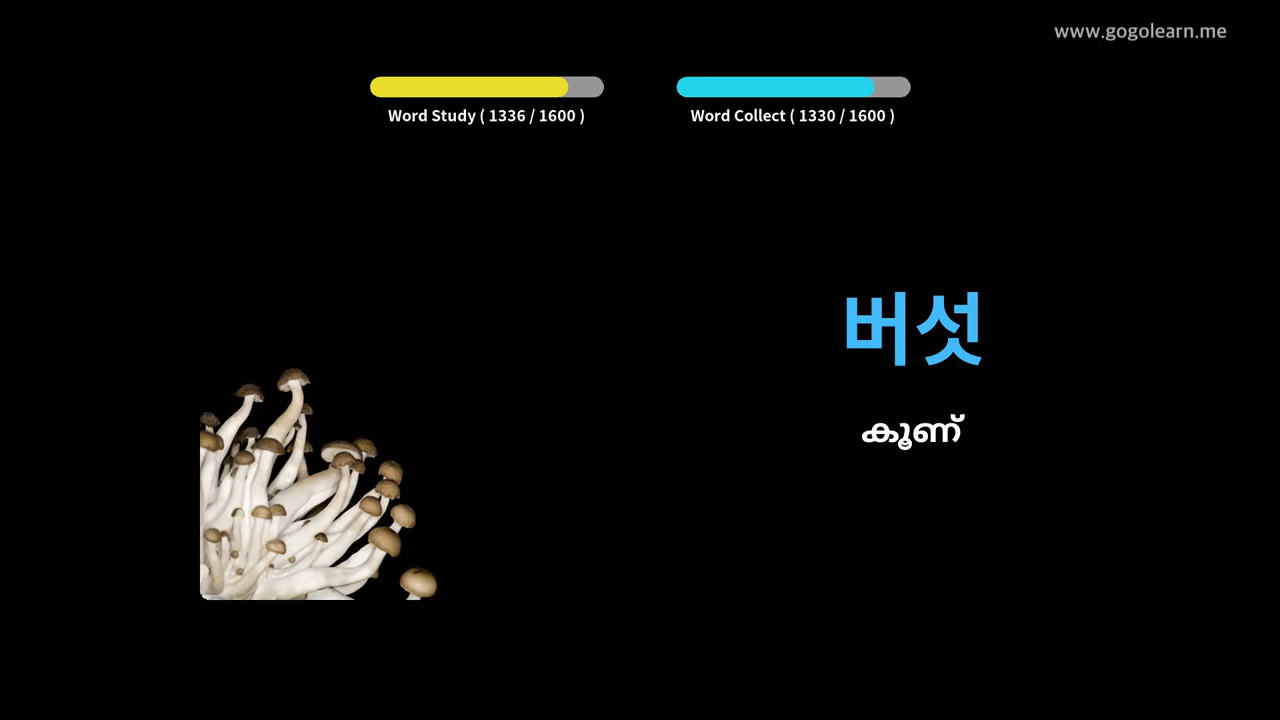 www.gogolearn.me
Word Study ( 1336 / 1600 )
Word Collect ( 1330 / 1600 )
버섯
കൂണ്